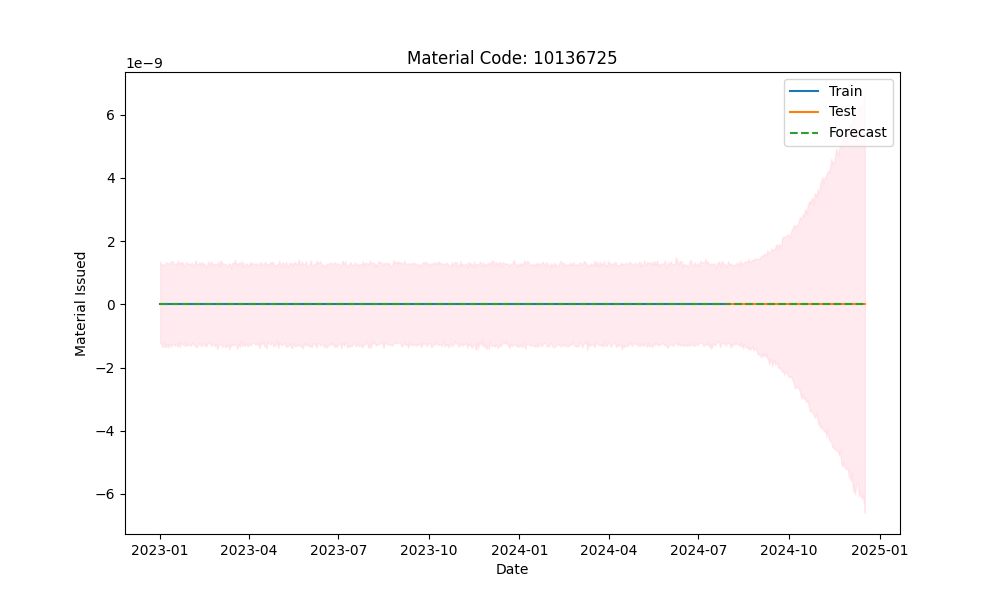 Material Code: 10136725
1e−9
Train
Test
Forecast
6
4
2
0
−2
−4
−6
Material Issued
2023-01 2023-04 2023-07 2023-10 2024-01 2024-04 2024-07 2024-10 2025-01
Date